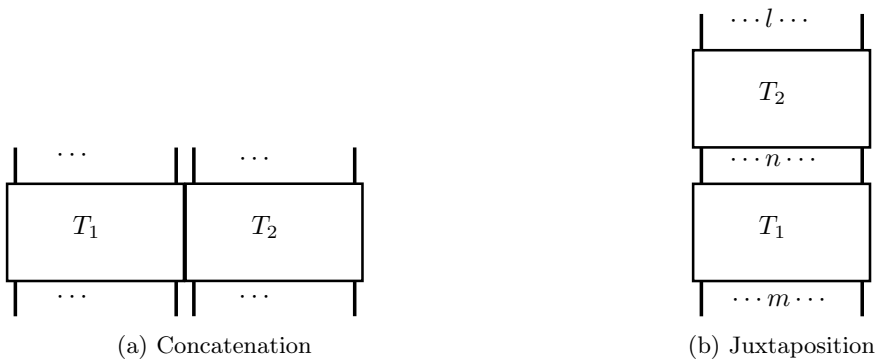 ··· l ···
T₂
··· n ···
T₁
··· m ···
··· ···
T₁ T₂
··· ···
(a) Concatenation
(b) Juxtaposition